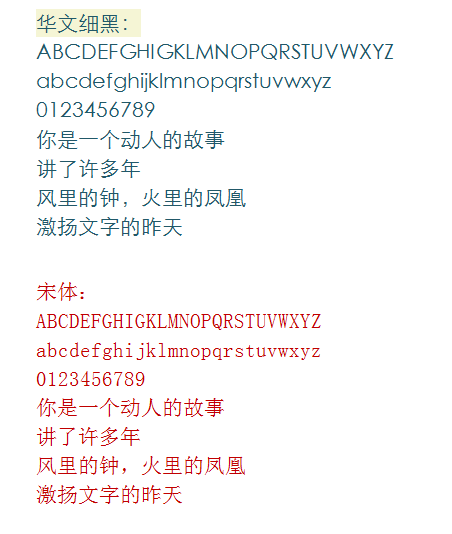 华文细黑：
ABCDEFGHIGKLMNOPQRSTUVWXYZ
abcdefghijklmnopqrstuvwxyz
0123456789
你是一个动人的故事
讲了许多年
风里的钟，火里的凤凰
激扬文字的昨天
宋体：
ABCDEFGHIGKLMNOPQRSTUVWXYZ
abcdefghijklmnopqrstuvwxyz
0123456789
你是一个动人的故事
讲了许多年
风里的钟，火里的凤凰
激扬文字的昨天